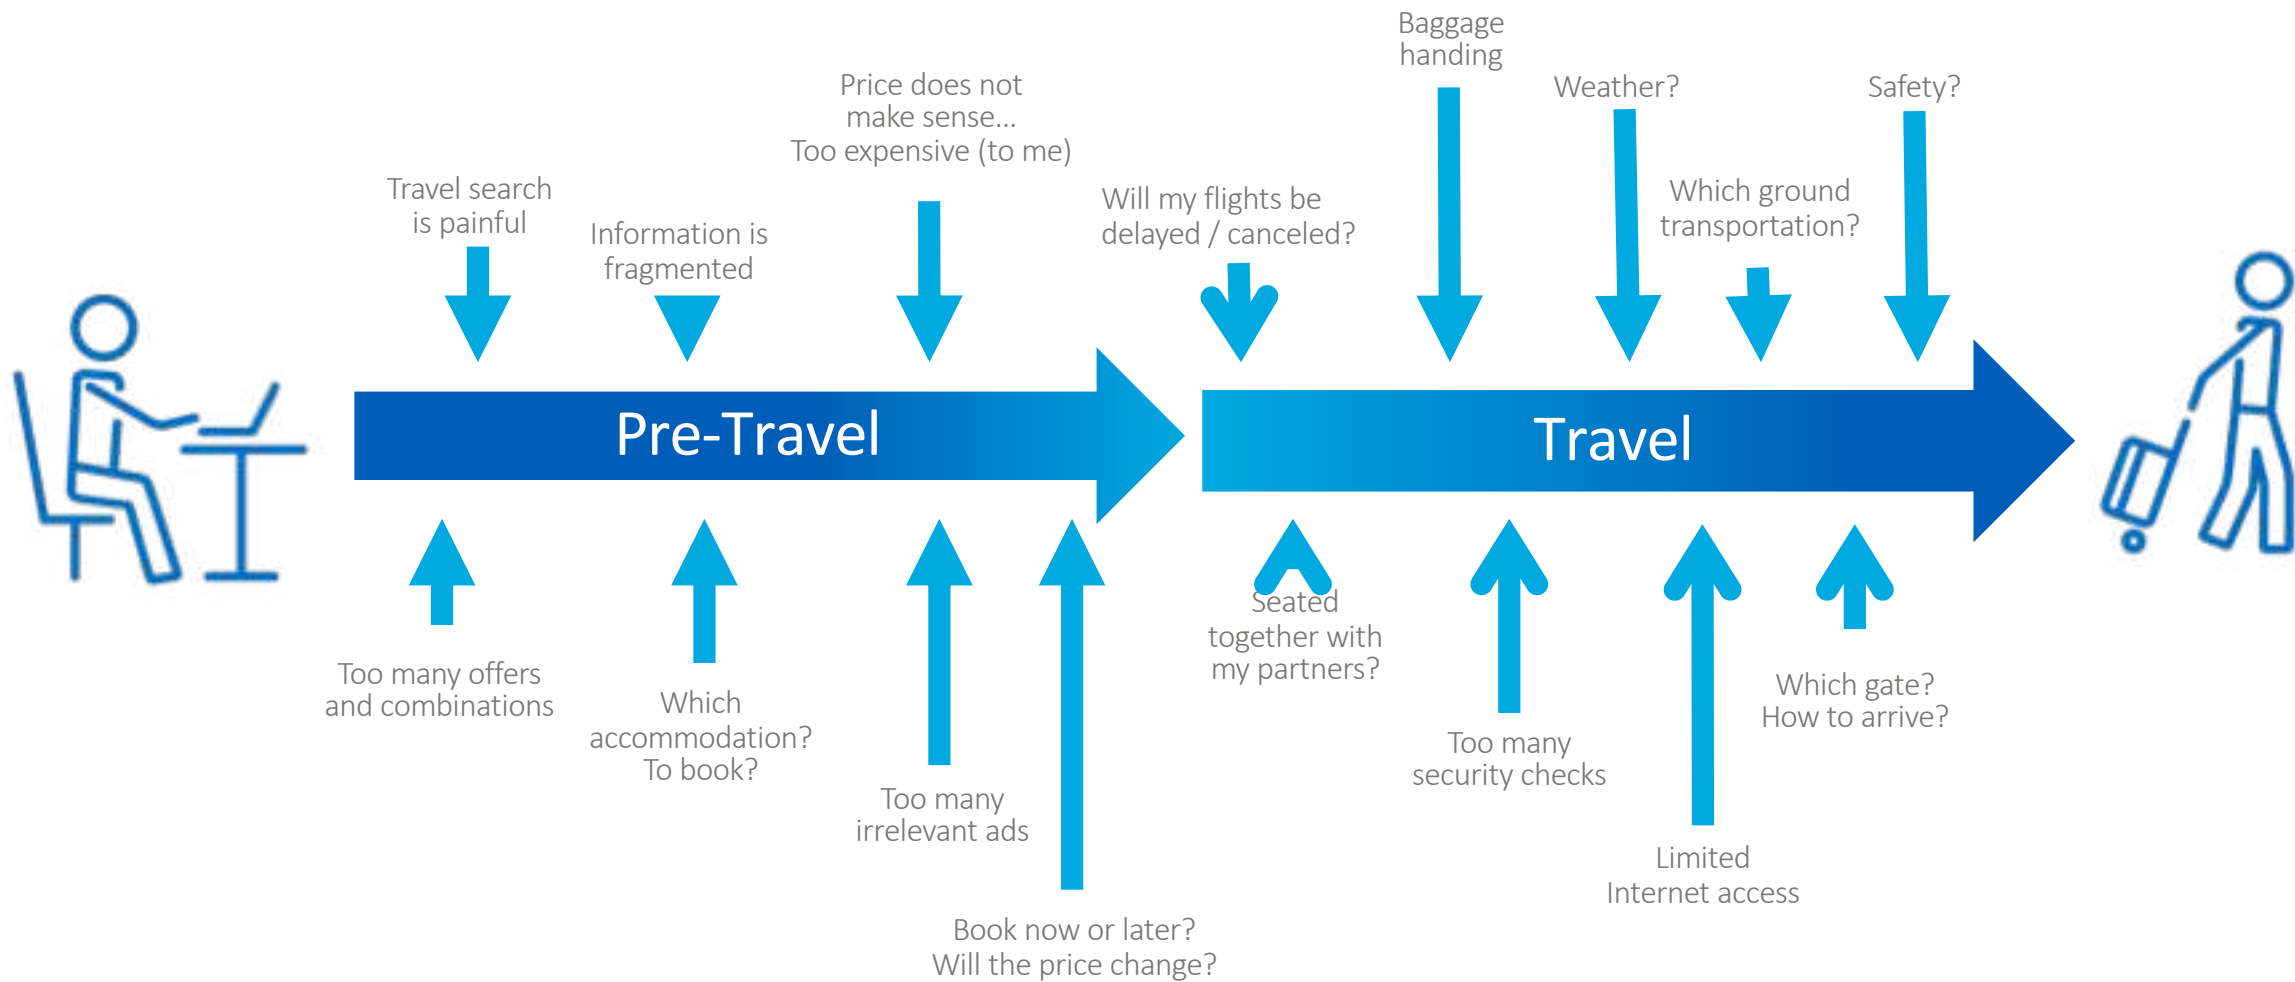 Baggage
handing
Price does not
make sense...
Too expensive (to me)
Weather?
Safety?
Travel search
is painful
Information is
fragmented
Will my flights be
delayed / canceled?
Which ground
transportation?
Pre-Travel
Travel
Too many offers
and combinations
Which
accommodation?
To book?
Too many
irrelevant ads
Book now or later?
Will the price change?
Seated
together with
my partners?
Too many
security checks
Limited
Internet access
Which gate?
How to arrive?